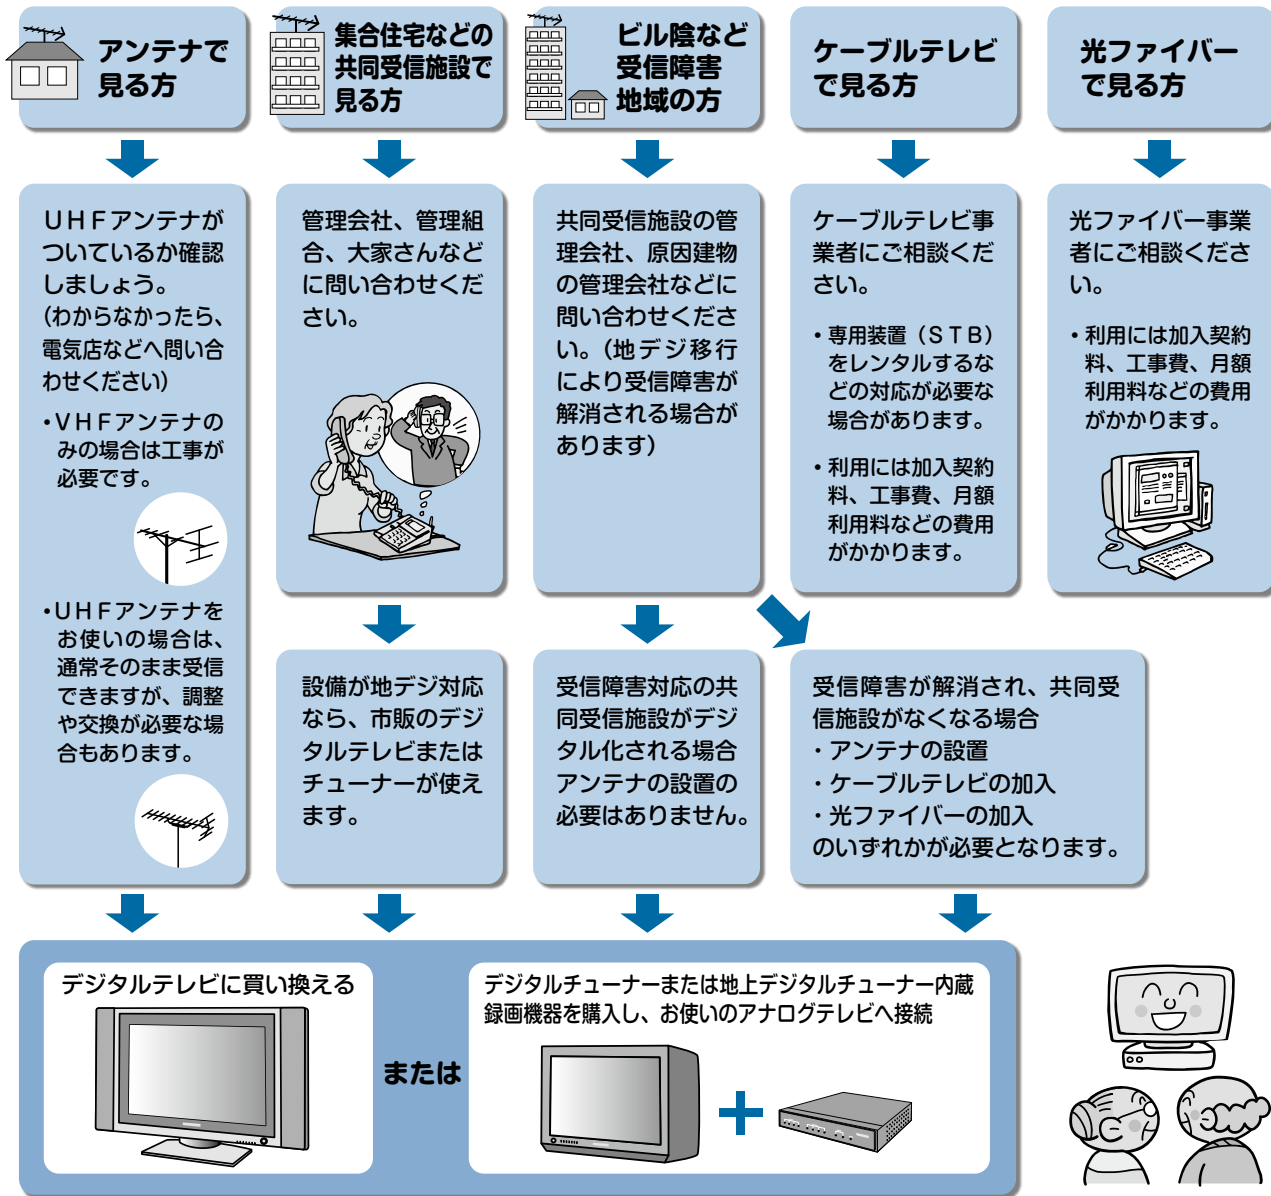 アンテナで
見る方
集合住宅などの
共同受信施設で
見る方
ビル陰など
受信障害
地域の方
ケーブルテレビ
で見る方
光ファイバー
で見る方
ＵＨＦアンテナが
ついているか確認
しましょう。
（わからなかったら、
電気店などへ問い合
わせください）
・ＶＨＦアンテナの
みの場合は工事が
必要です。
・ＵＨＦアンテナを
お使いの場合は、
通常そのまま受信
できますが、調整
や交換が必要な場
合もあります。
管理会社、管理組
合、大家さんなど
に問い合わせくだ
さい。
共同受信施設の管
理会社、原因建物
の管理会社などに
問い合わせくださ
い。（地デジ移行
により受信障害が
解消される場合が
あります）
ケーブルテレビ事
業者にご相談くだ
さい。
・専用装置（ＳＴＢ）
をレンタルするな
どの対応が必要な
場合があります。
・利用には加入契約
料、工事費、月額
利用料などの費用
がかかります。
光ファイバー事業
者にご相談くださ
い。
・利用には加入契約
料、工事費、月額
利用料などの費用
がかかります。
設備が地デジ対応
なら、市販のデジ
タルテレビまたは
チューナーが使え
ます。
受信障害対応の共
同受信施設がデジ
タル化される場合
アンテナの設置の
必要はありません。
受信障害が解消され、共同受
信施設がなくなる場合
・アンテナの設置
・ケーブルテレビの加入
・光ファイバーの加入
のいずれかが必要となります。
デジタルテレビに買い換える
または
デジタルチューナーまたは地上デジタルチューナー内蔵
録画機器を購入し、お使いのアナログテレビへ接続